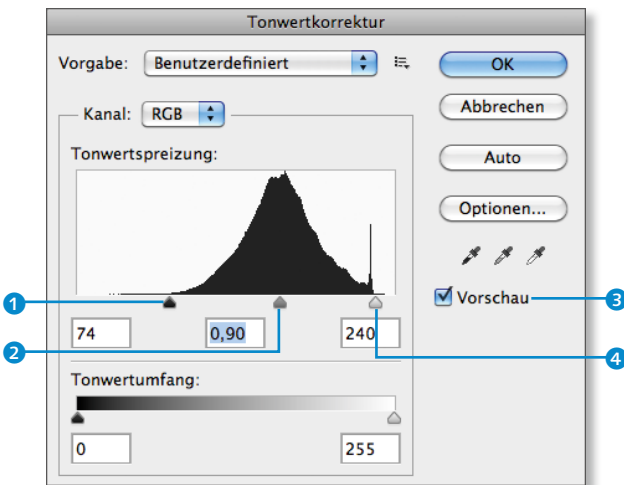 Tonwertkorrektur
Vorgabe: Benutzerdefiniert
OK
Kanal: RGB
Abbrechen
Tonwertspreizung:
Auto
Optionen...
1
Vorschau
3
74
0,90
240
2
4
Tonwertumfang:
0
255